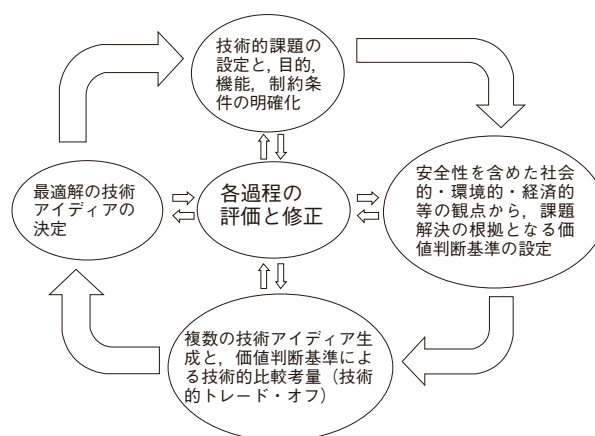 技術的課題の
設定と, 目的,
機能, 制約条
件の明確化
最適解の技術
アイディアの
決定
各過程の
評価と修正
安全性を含めた社会
的・環境的・経済的
等の観点から, 課題
解決の根拠となる価
値判断基準の設定
複数の技術アイディア生
成と, 価値判断基準によ
る技術的比較考量（技術
的トレード・オフ）